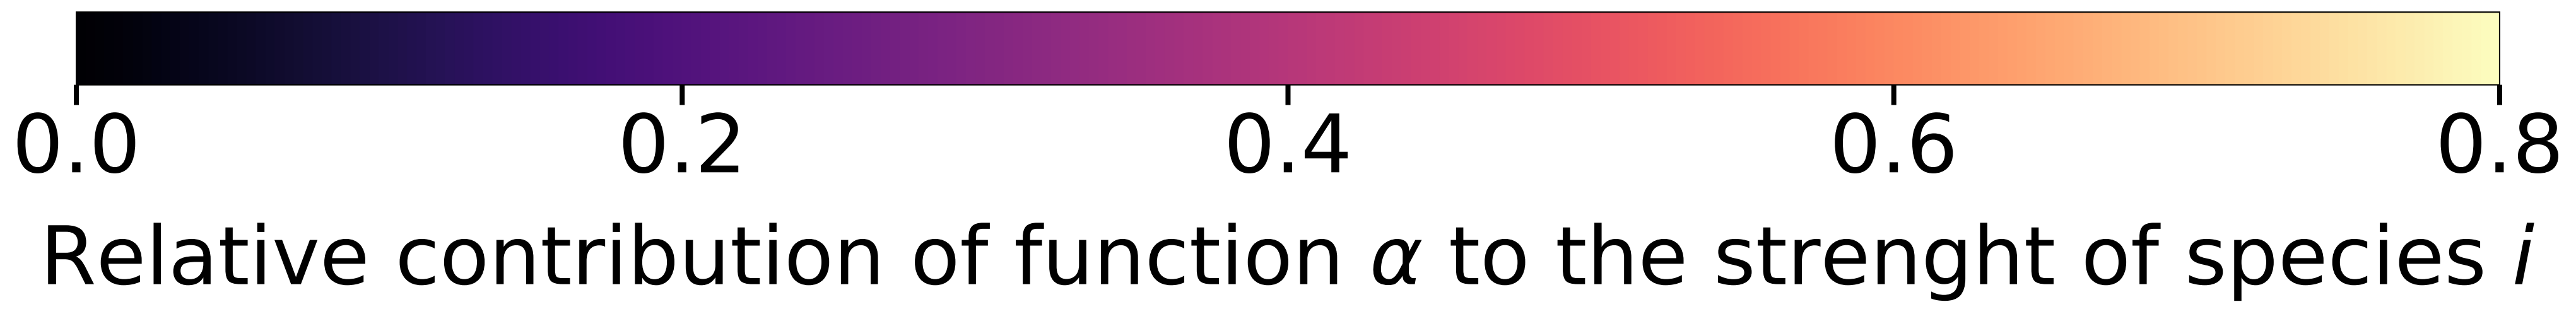 0.0 0.2 0.4 0.6 0.8
Relative contribution of function α to the strenght of species i